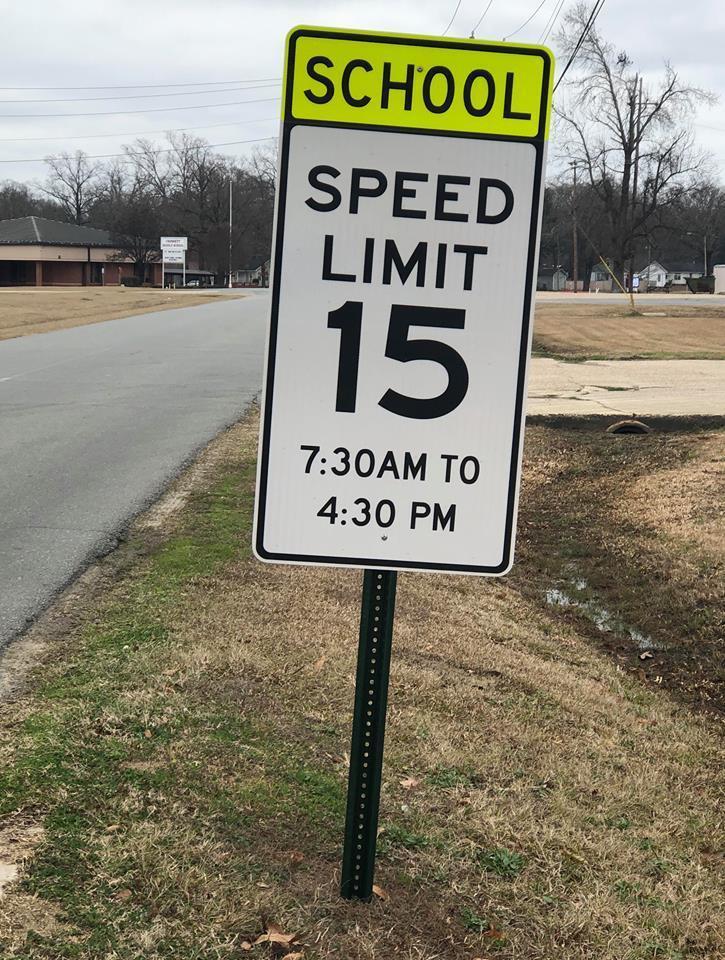 SCHOOL
SPEED
LIMIT
15
7:30AM TO
4:30 PM